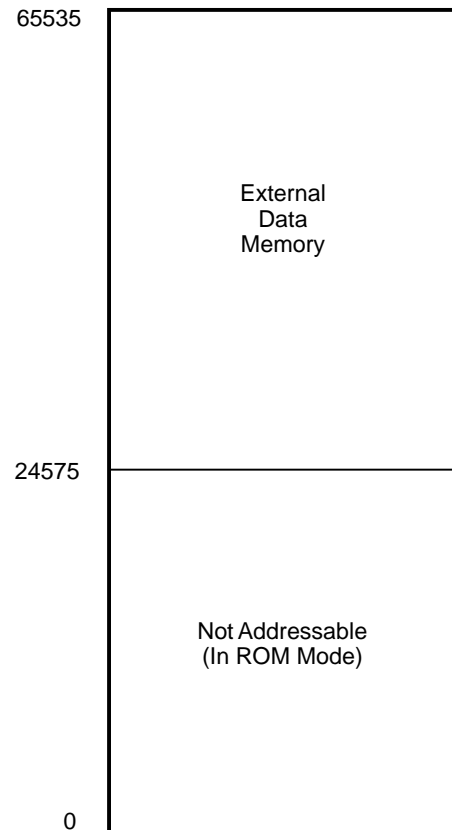 65535
External
Data
Memory
24575
Not Addressable
(In ROM Mode)
0